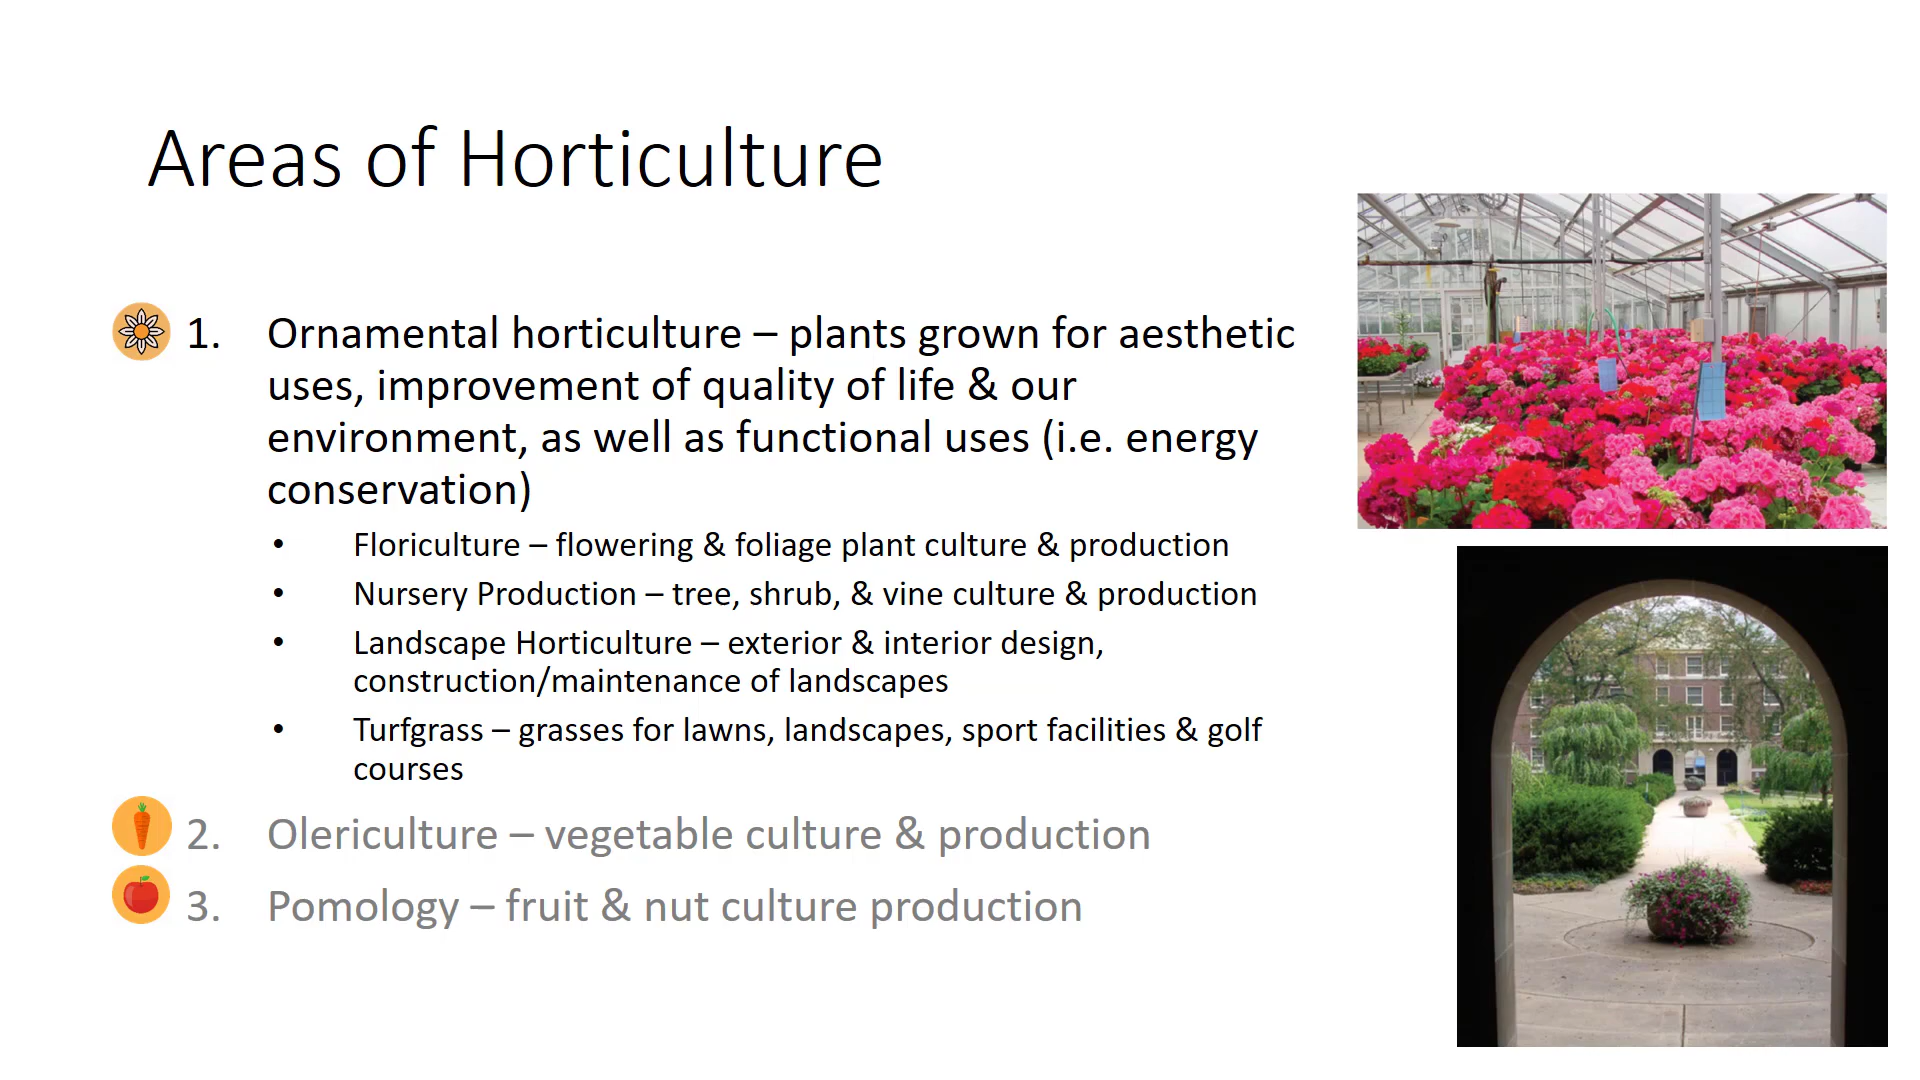 Areas of Horticulture
1. Ornamental horticulture – plants grown for aesthetic
uses, improvement of quality of life & our
environment, as well as functional uses (i.e. energy
conservation)
• Floriculture – flowering & foliage plant culture & production
• Nursery Production – tree, shrub, & vine culture & production
• Landscape Horticulture – exterior & interior design,
construction/maintenance of landscapes
• Turfgrass – grasses for lawns, landscapes, sport facilities & golf
courses
2. Olericulture – vegetable culture & production
3. Pomology – fruit & nut culture production